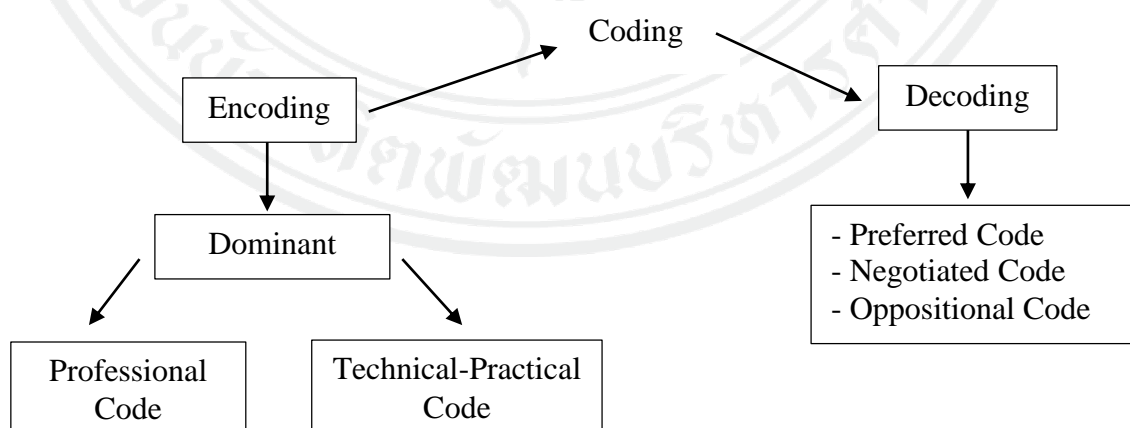 Coding
Encoding
Decoding
Dominant
- Preferred Code
- Negotiated Code
- Oppositional Code
Professional
Code
Technical-Practical
Code